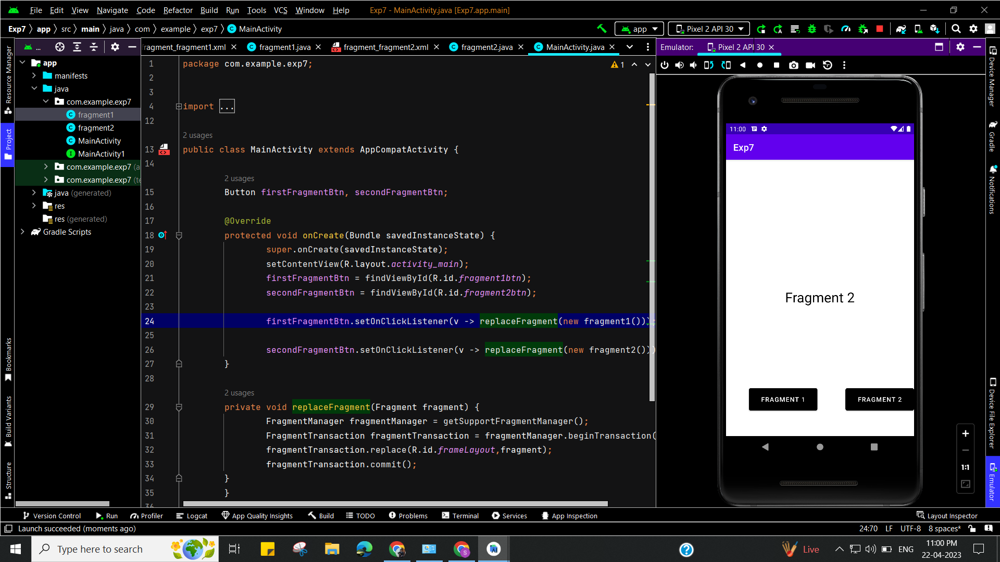 File Edit View Navigate Code Refactor Build Run Tools VCS Window Help Exp7 - MainActivity.java [Exp7.app.main]
Exp7 app src main java com example exp7 MainActivity app Pixel 2 API 30
... ragment_fragment1.xml fragment1.java fragment_fragment2.xml fragment2.java MainActivity.java Emulator: Pixel 2 API 30
Resource Manager
Project
Bookmarks
Build Variants
Structure
app
manifests
java
com.example.exp7
fragment1
fragment2
MainActivity
MainActivity1
com.example.exp7 (a
com.example.exp7 (te
java (generated)
res
res (generated)
Gradle Scripts
1 package com.example.exp7; 1
2
3
4 import ...
12
2 usages
13 public class MainActivity extends AppCompatActivity {
14
2 usages
15 Button firstFragmentBtn, secondFragmentBtn;
16
17 @Override
18 protected void onCreate(Bundle savedInstanceState) {
19 super.onCreate(savedInstanceState);
20 setContentView(R.layout.activity_main);
21 firstFragmentBtn = findViewById(R.id.fragment1btn);
22 secondFragmentBtn = findViewById(R.id.fragment2btn);
23
24 firstFragmentBtn.setOnClickListener(v -> replaceFragment(new fragment1()));
25
26 secondFragmentBtn.setOnClickListener(v -> replaceFragment(new fragment2()))
27 }
28
2 usages
29 private void replaceFragment(Fragment fragment) {
30 FragmentManager fragmentManager = getSupportFragmentManager();
31 FragmentTransaction fragmentTransaction = fragmentManager.beginTransaction(
32 fragmentTransaction.replace(R.id.frameLayout,fragment);
33 fragmentTransaction.commit();
34 }
35 }
36
11:00
Exp7
Fragment 2
FRAGMENT 1 FRAGMENT 2
1:1
Device Manager
Gradle
Notifications
Device File Explorer
Emulator
Version Control Run Profiler Logcat App Quality Insights Build TODO Problems Terminal Services App Inspection Layout Inspector
Launch succeeded (moments ago) 24:70 LF UTF-8 8 spaces*
Type here to search Live ENG 11:00 PM
22-04-2023